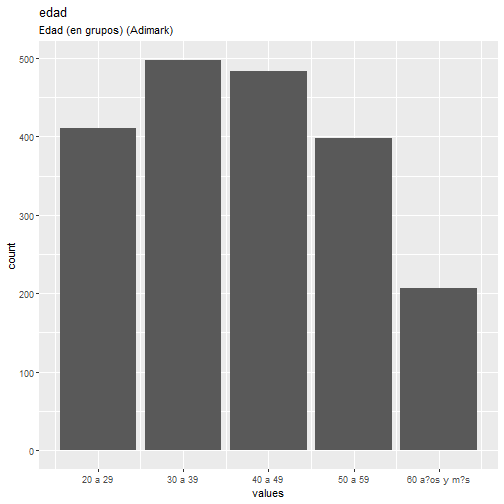 edad
Edad (en grupos) (Adimark)
500
400
300
200
100
0
count
20 a 29
30 a 39
40 a 49
50 a 59
60 a?os y m?s
values